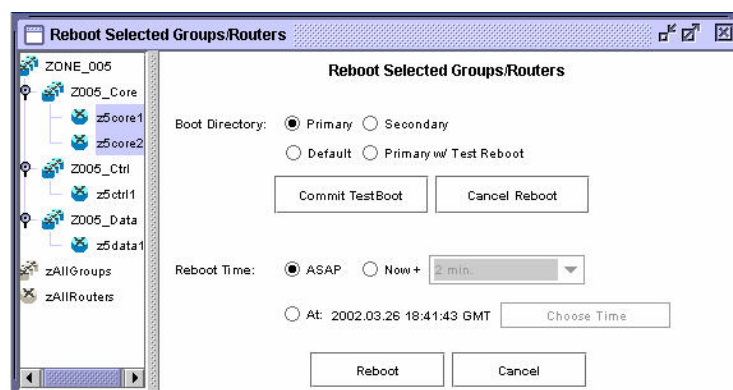 Reboot Selected Groups/Routers
ZONE_005
Z005_Core
z5core1
z5core2
Z005_Ctrl
z5ctrl1
Z005_Data
z5data1
zAllGroups
zAllRouters
Reboot Selected Groups/Routers
Boot Directory: Primary Secondary
Default Primary w/ Test Reboot
Commit TestBoot Cancel Reboot
Reboot Time: ASAP Now + 2 min.
At: 2002.03.26 18:41:43 GMT Choose Time
Reboot Cancel